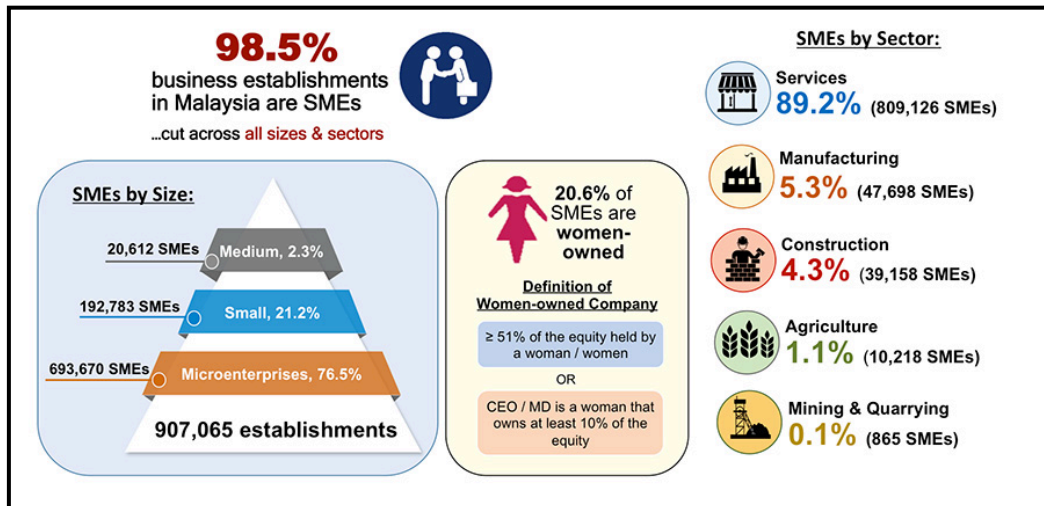 98.5%
business establishments
in Malaysia are SMEs
...cut across all sizes & sectors
SMEs by Size:
20,612 SMEs
Medium, 2.3%
192,783 SMEs
Small, 21.2%
693,670 SMEs
Microenterprises, 76.5%
907,065 establishments
20.6% of
SMEs are
women-
owned
Definition of
Women-owned Company
≥ 51% of the equity held by
a woman / women
OR
CEO / MD is a woman that
owns at least 10% of the
equity
SMEs by Sector:
Services
89.2% (809,126 SMEs)
Manufacturing
5.3% (47,698 SMEs)
Construction
4.3% (39,158 SMEs)
Agriculture
1.1% (10,218 SMEs)
Mining & Quarrying
0.1% (865 SMEs)